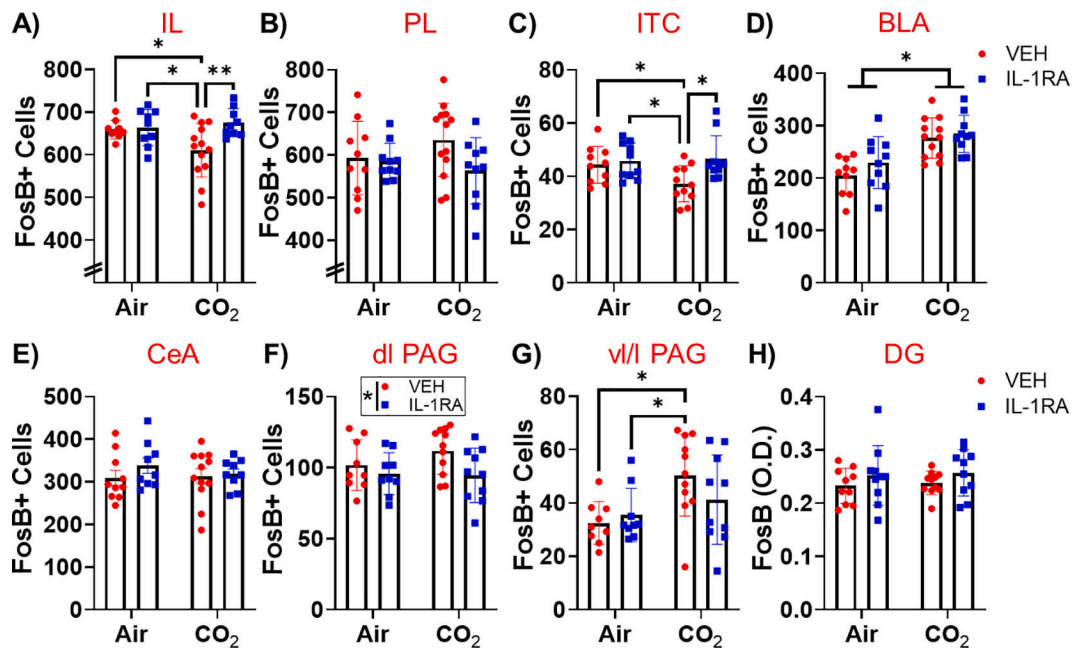 A) IL
B) PL
C) ITC
D) BLA
VEH
IL-1RA
FosB+ Cells
800
700
600
500
400
* * **
Air CO2
FosB+ Cells
800
700
600
500
400
Air CO2
FosB+ Cells
80
60
40
20
0
* * *
Air CO2
FosB+ Cells
400
300
200
100
0
*
Air CO2
E) CeA
F) dl PAG
G) vl/l PAG
H) DG
FosB+ Cells
500
400
300
200
100
0
Air CO2
FosB+ Cells
150
100
50
0
* VEH
IL-1RA
Air CO2
FosB+ Cells
80
60
40
20
0
*
*
Air CO2
FosB (O.D.)
0.4
0.3
0.2
0.1
0.0
VEH
IL-1RA
Air CO2